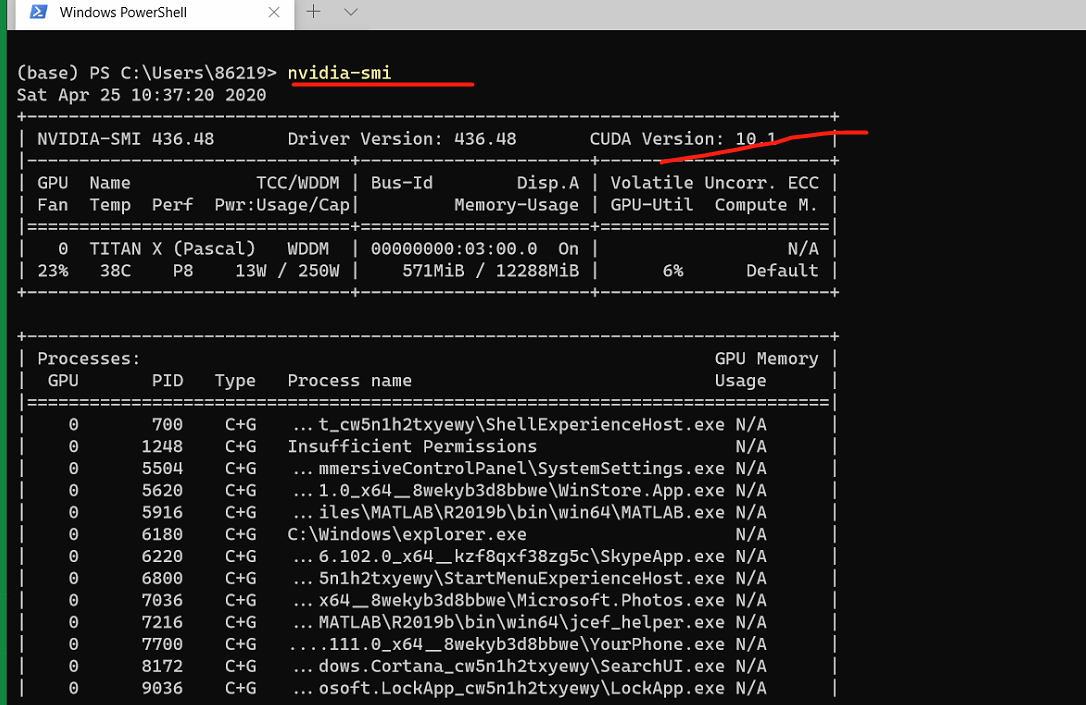 Windows PowerShell
(base) PS C:\Users\86219> nvidia-smi
Sat Apr 25 10:37:20 2020
+-----------------------------------------------------------------------------+
| NVIDIA-SMI 436.48       Driver Version: 436.48       CUDA Version: 10.1     |
|-------------------------------+----------------------+----------------------+
| GPU  Name            TCC/WDDM | Bus-Id        Disp.A | Volatile Uncorr. ECC |
| Fan  Temp  Perf  Pwr:Usage/Cap|         Memory-Usage | GPU-Util  Compute M. |
|===============================+======================+======================|
|   0  TITAN X (Pascal)   WDDM  | 00000000:03:00.0  On |                  N/A |
| 23%   38C    P8    13W / 250W |    571MiB / 12288MiB |      6%      Default |
+-------------------------------+----------------------+----------------------+
+-----------------------------------------------------------------------------+
| Processes:                                                       GPU Memory |
|  GPU       PID   Type   Process name                             Usage      |
|=============================================================================|
|    0       700    C+G   ...t_cw5n1h2txyewy\ShellExperienceHost.exe N/A      |
|    0      1248    C+G   Insufficient Permissions                   N/A      |
|    0      5504    C+G   ...mmersiveControlPanel\SystemSettings.exe N/A      |
|    0      5620    C+G   ...1.0_x64__8wekyb3d8bbwe\WinStore.App.exe N/A      |
|    0      5916    C+G   ...iles\MATLAB\R2019b\bin\win64\MATLAB.exe N/A      |
|    0      6180    C+G   C:\Windows\explorer.exe                    N/A      |
|    0      6220    C+G   ...6.102.0_x64__kzf8qxf38zg5c\SkypeApp.exe N/A      |
|    0      6800    C+G   ...5n1h2txyewy\StartMenuExperienceHost.exe N/A      |
|    0      7036    C+G   ...x64__8wekyb3d8bbwe\Microsoft.Photos.exe N/A      |
|    0      7216    C+G   ...MATLAB\R2019b\bin\win64\jcef_helper.exe N/A      |
|    0      7700    C+G   ....111.0_x64__8wekyb3d8bbwe\YourPhone.exe N/A      |
|    0      8172    C+G   ...dows.Cortana_cw5n1h2txyewy\SearchUI.exe N/A      |
|    0      9036    C+G   ...osoft.LockApp_cw5n1h2txyewy\LockApp.exe N/A      |